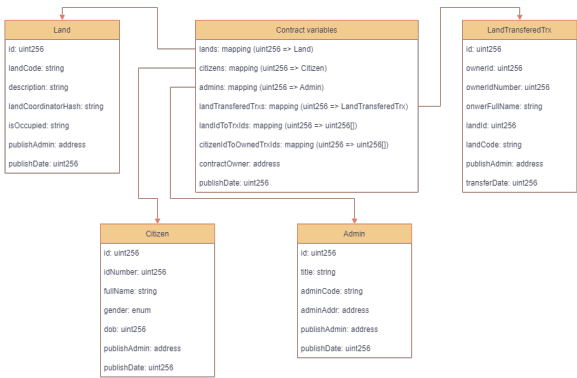 Land
id: uint256
landCode: string
description: string
landCoordinatorHash: string
isOccupied: string
publishAdmin: address
publishDate: uint256
Contract variables
lands: mapping (uint256 => Land)
citizens: mapping (uint256 => Citizen)
admins: mapping (uint256 => Admin)
landTransferedTrxs: mapping (uint256 => LandTransferedTrx)
landIdToTrxIds: mapping (uint256 => uint256[])
citizenIdToOwnedTrxIds: mapping (uint256 => uint256[])
contractOwner: address
publishDate: uint256
LandTransferedTrx
id: uint256
ownerId: uint256
ownerIdNumber: uint256
onwerFullName: string
landId: uint256
landCode: string
publishAdmin: address
transferDate: uint256
Citizen
id: uint256
idNumber: uint256
fullName: string
gender: enum
dob: uint256
publishAdmin: address
publishDate: uint256
Admin
id: uint256
title: string
adminCode: string
adminAddr: address
publishAdmin: address
publishDate: uint256